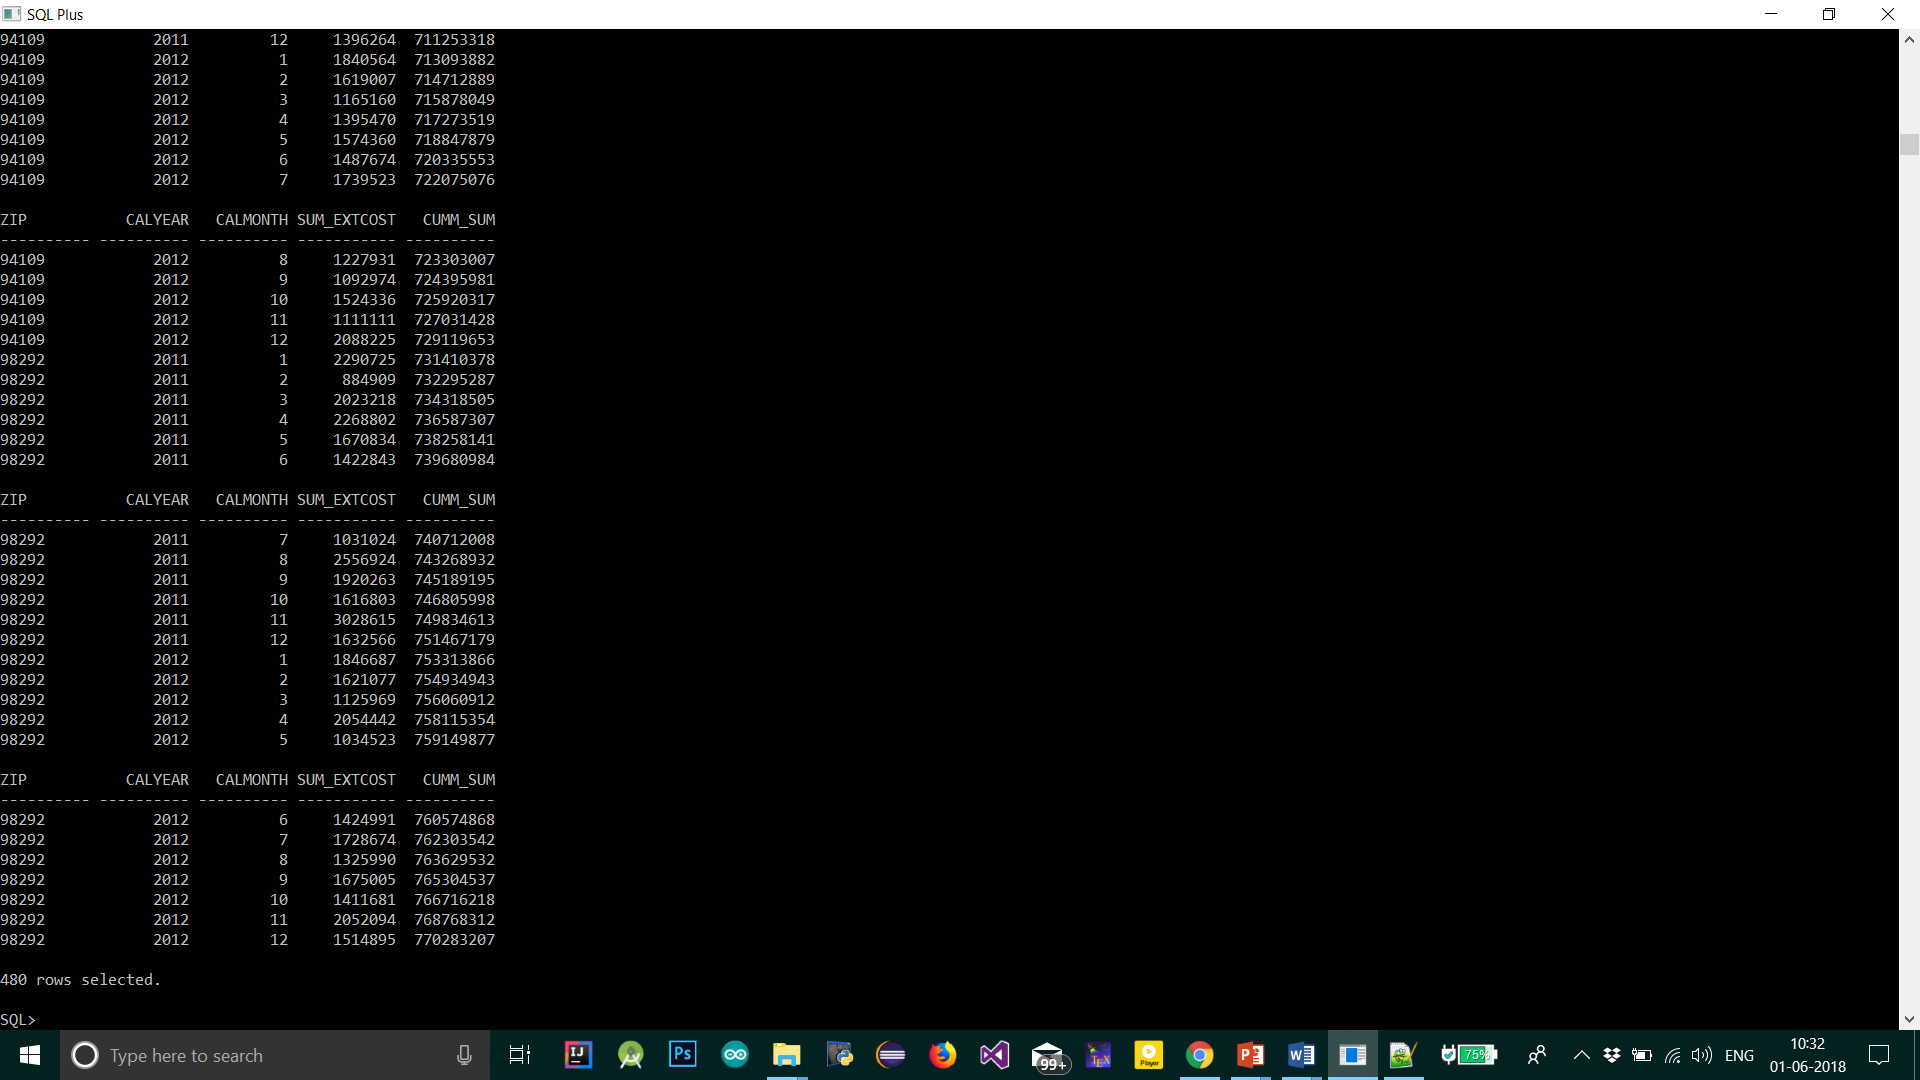 SQL Plus
94109 2011 12 1396264 711253318
94109 2012 1 1840564 713093882
94109 2012 2 1619007 714712889
94109 2012 3 1165160 715878049
94109 2012 4 1395470 717273519
94109 2012 5 1574360 718847879
94109 2012 6 1487674 720335553
94109 2012 7 1739523 722075076
ZIP CALYEAR CALMONTH SUM_EXTCOST CUMM_SUM
---------- ---------- ---------- ----------- ----------
94109 2012 8 1227931 723303007
94109 2012 9 1092974 724395981
94109 2012 10 1524336 725920317
94109 2012 11 1111111 727031428
94109 2012 12 2088225 729119653
98292 2011 1 2290725 731410378
98292 2011 2 884909 732295287
98292 2011 3 2023218 734318505
98292 2011 4 2268802 736587307
98292 2011 5 1670834 738258141
98292 2011 6 1422843 739680984
ZIP CALYEAR CALMONTH SUM_EXTCOST CUMM_SUM
---------- ---------- ---------- ----------- ----------
98292 2011 7 1031024 740712008
98292 2011 8 2556924 743268932
98292 2011 9 1920263 745189195
98292 2011 10 1616803 746805998
98292 2011 11 3028615 749834613
98292 2011 12 1632566 751467179
98292 2012 1 1846687 753313866
98292 2012 2 1621077 754934943
98292 2012 3 1125969 756060912
98292 2012 4 2054442 758115354
98292 2012 5 1034523 759149877
ZIP CALYEAR CALMONTH SUM_EXTCOST CUMM_SUM
---------- ---------- ---------- ----------- ----------
98292 2012 6 1424991 760574868
98292 2012 7 1728674 762303542
98292 2012 8 1325990 763629532
98292 2012 9 1675005 765304537
98292 2012 10 1411681 766716218
98292 2012 11 2052094 768768312
98292 2012 12 1514895 770283207
480 rows selected.
SQL>
Type here to search
IJ
Ps
99+
TEX
Player
75%
ENG
10:32
01-06-2018